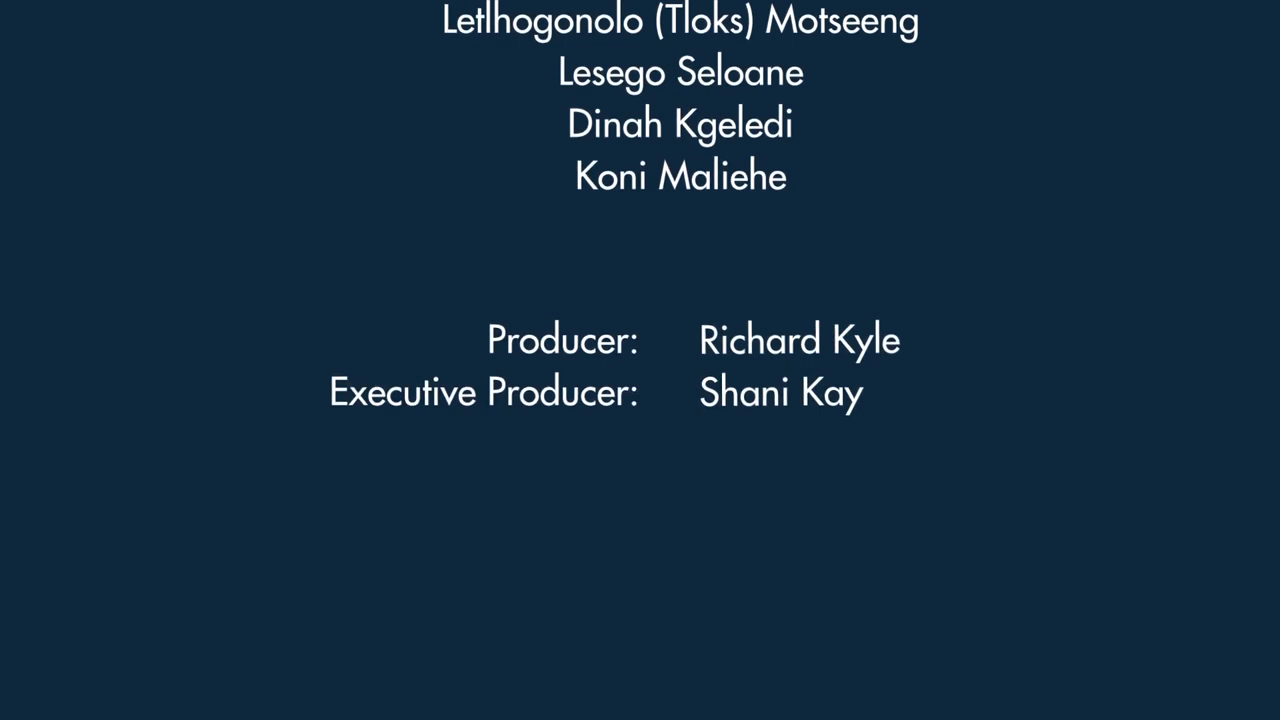 Letlhogonolo (Tloks) Motseeng
Lesego Seloane
Dinah Kgeledi
Koni Maliehe
Producer: Richard Kyle
Executive Producer: Shani Kay